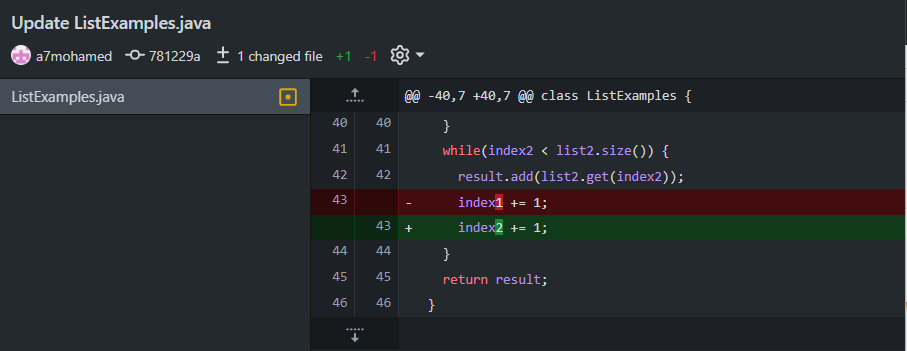 Update ListExamples.java
a7mohamed 781229a 1 changed file +1 -1
ListExamples.java
@@ -40,7 +40,7 @@ class ListExamples {
40 40 }
41 41 while(index2 < list2.size()) {
42 42 result.add(list2.get(index2));
43 - index1 += 1;
43 + index2 += 1;
44 44 }
45 45 return result;
46 46 }